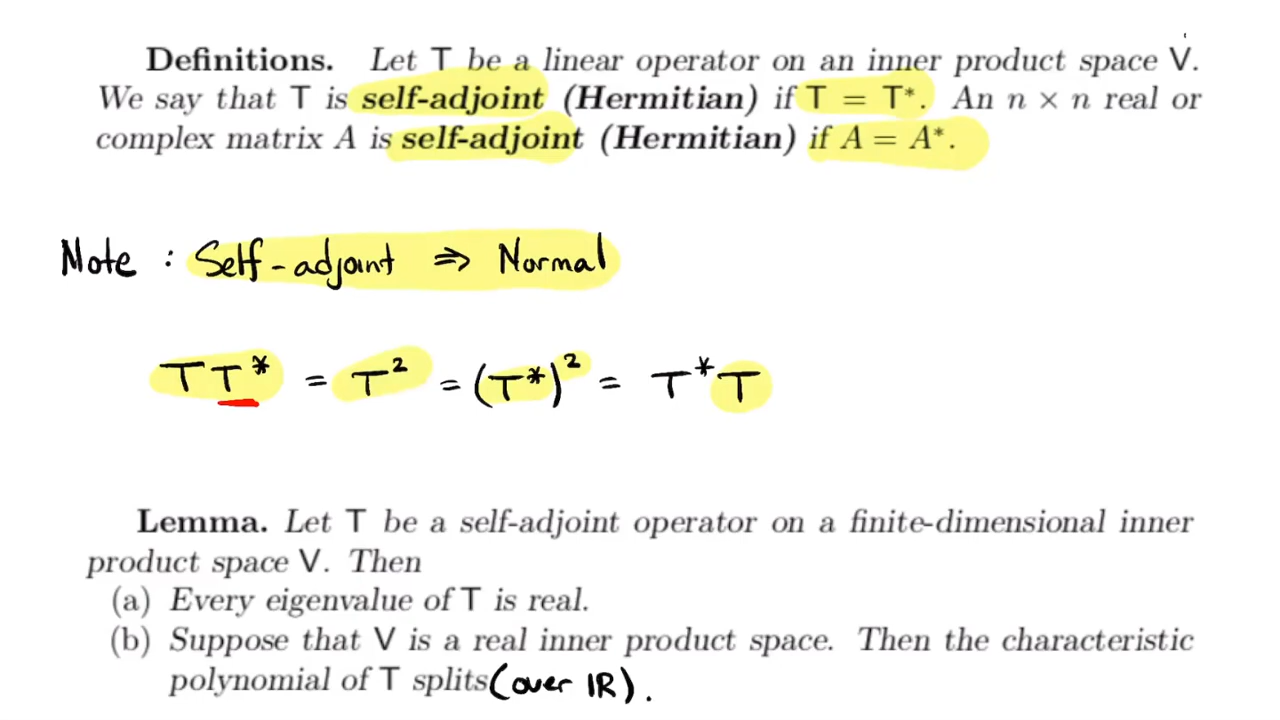 Definitions. Let T be a linear operator on an inner product space V.
We say that T is self-adjoint (Hermitian) if T = T*. An n × n real or
complex matrix A is self-adjoint (Hermitian) if A = A*.
Note : Self-adjoint ⇒ Normal
TT* = T² = (T*)² = T*T
Lemma. Let T be a self-adjoint operator on a finite-dimensional inner
product space V. Then
(a) Every eigenvalue of T is real.
(b) Suppose that V is a real inner product space. Then the characteristic
polynomial of T splits (over IR).